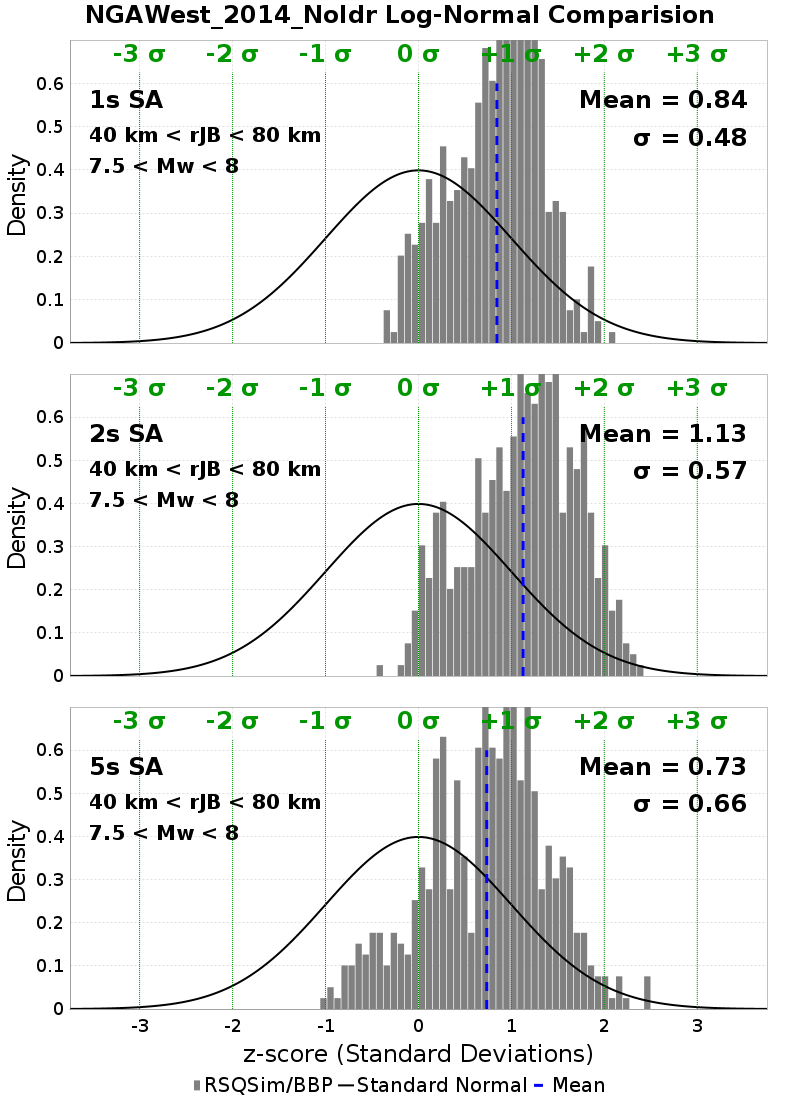 NGAWest_2014_NoIdr Log-Normal Comparision
-3 σ -2 σ -1 σ 0 σ +1 σ +2 σ +3 σ
1s SA Mean = 0.84
40 km < rJB < 80 km σ = 0.48
7.5 < Mw < 8
Density
0.6
0.5
0.4
0.3
0.2
0.1
0
-3 σ -2 σ -1 σ 0 σ +1 σ +2 σ +3 σ
2s SA Mean = 1.13
40 km < rJB < 80 km σ = 0.57
7.5 < Mw < 8
Density
0.6
0.5
0.4
0.3
0.2
0.1
0
-3 σ -2 σ -1 σ 0 σ +1 σ +2 σ +3 σ
5s SA Mean = 0.73
40 km < rJB < 80 km σ = 0.66
7.5 < Mw < 8
Density
0.6
0.5
0.4
0.3
0.2
0.1
0
-3 -2 -1 0 1 2 3
z-score (Standard Deviations)
RSQSim/BBP Standard Normal Mean